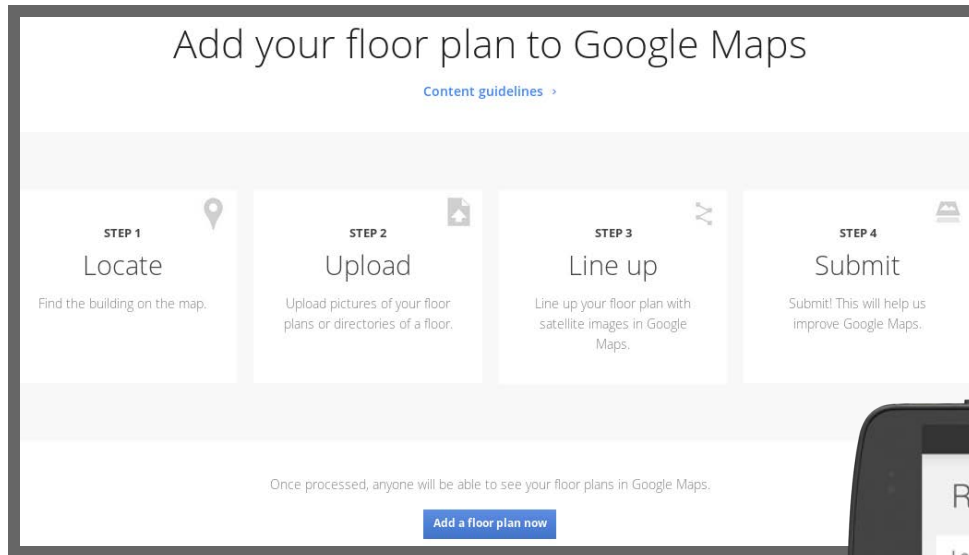 Add your floor plan to Google Maps
Content guidelines ›
STEP 1
Locate
Find the building on the map.
STEP 2
Upload
Upload pictures of your floor
plans or directories of a floor.
STEP 3
Line up
Line up your floor plan with
satellite images in Google
Maps.
STEP 4
Submit
Submit! This will help us
improve Google Maps.
Once processed, anyone will be able to see your floor plans in Google Maps.
Add a floor plan now